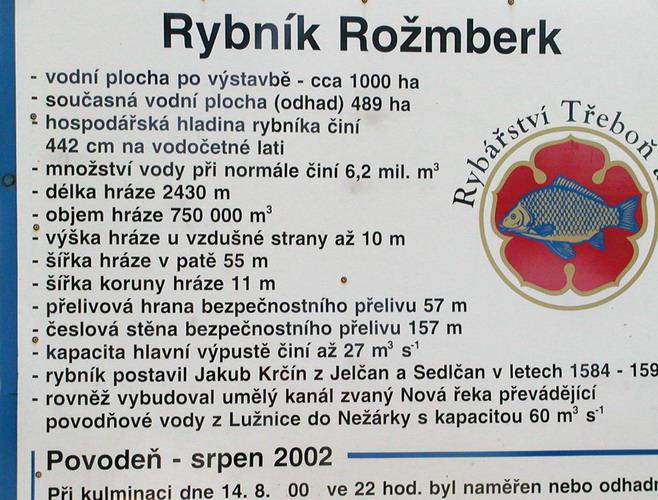 Rybník Rožmberk
- vodní plocha po výstavbě - cca 1000 ha
- současná vodní plocha (odhad) 489 ha
- hospodářská hladina rybníka činí
442 cm na vodočetné lati
- množství vody při normále činí 6,2 mil. m³
- délka hráze 2430 m
- objem hráze 750 000 m³
- výška hráze u vzdušné strany až 10 m
- šířka hráze v patě 55 m
- šířka koruny hráze 11 m
- přelivová hrana bezpečnostního přelivu 57 m
- česlová stěna bezpečnostního přelivu 157 m
- kapacita hlavní výpustě činí až 27 m³ s⁻¹
- rybník postavil Jakub Krčín z Jelčan a Sedlčan v letech 1584 - 159
- rovněž vybudoval umělý kanál zvaný Nová řeka převádějící
povodňové vody z Lužnice do Nežárky s kapacitou 60 m³ s⁻¹
Rybářství Třeboň a
Povodeň - srpen 2002
Při kulminaci dne 14. 8. 00 ve 22 hod. byl naměřen nebo odhadn